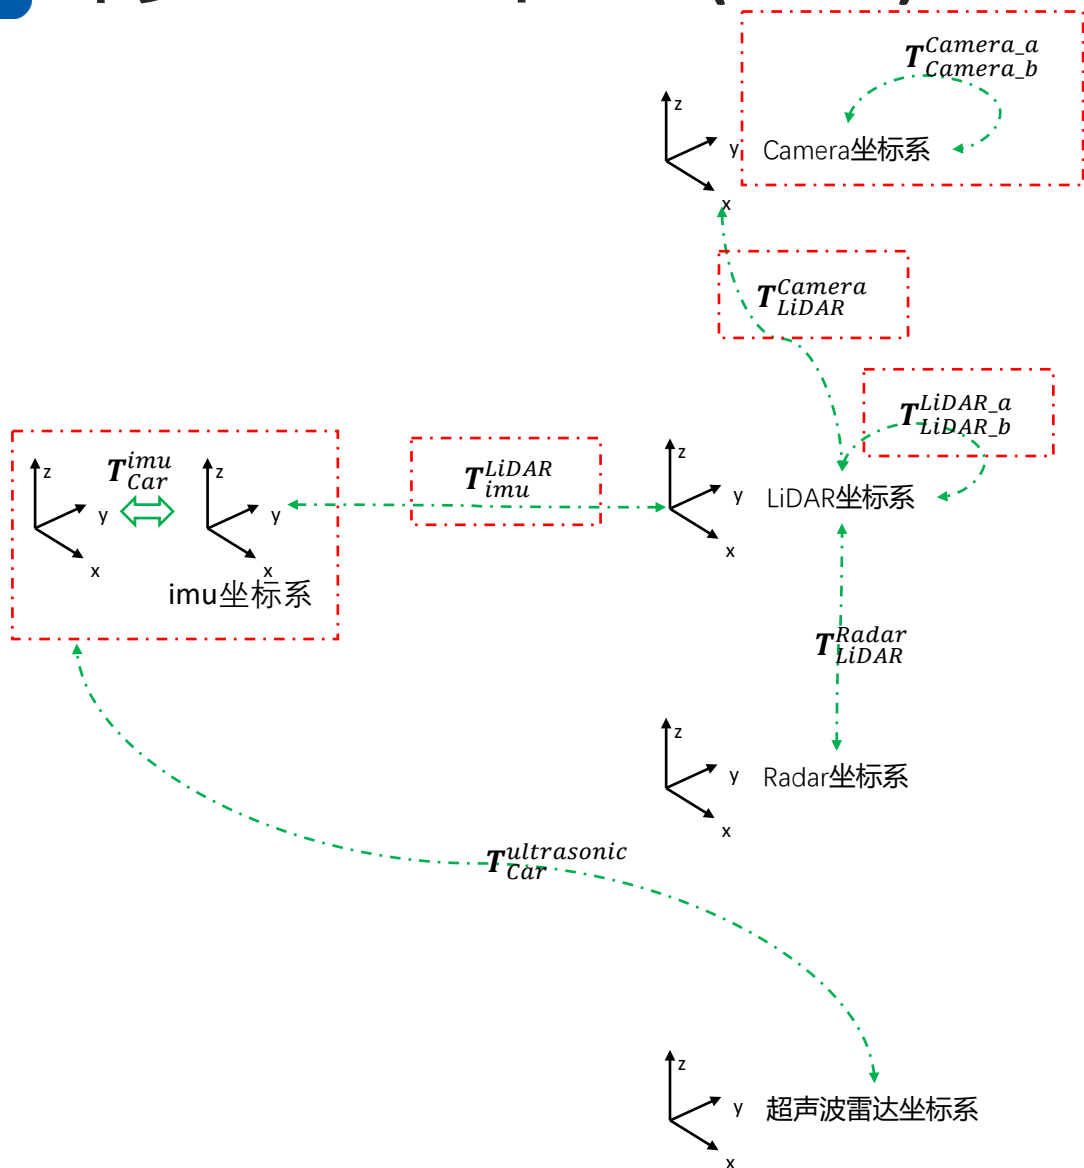 T^{Camera_a}_{Camera_b}
z
y
x
Camera坐标系
T^{Camera}_{LiDAR}
T^{LiDAR_a}_{LiDAR_b}
z
y
x
T^{imu}_{Car}
z
y
x
imu坐标系
T^{LiDAR}_{imu}
z
y
x
LiDAR坐标系
T^{Radar}_{LiDAR}
z
y
x
Radar坐标系
T^{ultrasonic}_{Car}
z
y
x
超声波雷达坐标系